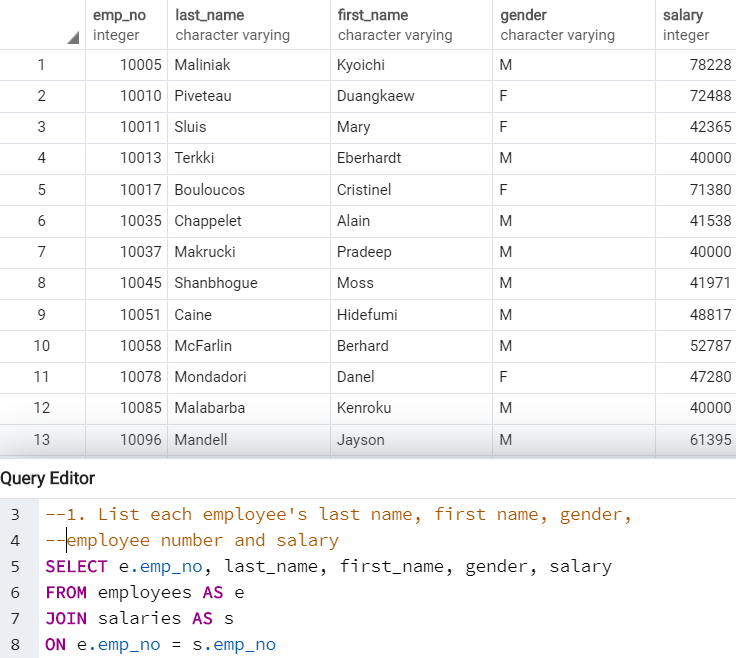 emp_no last_name first_name gender salary
integer character varying character varying character varying integer
1 10005 Maliniak Kyoichi M 78228
2 10010 Piveteau Duangkaew F 72488
3 10011 Sluis Mary F 42365
4 10013 Terkki Eberhardt M 40000
5 10017 Bouloucos Cristinel F 71380
6 10035 Chappelet Alain M 41538
7 10037 Makrucki Pradeep M 40000
8 10045 Shanbhogue Moss M 41971
9 10051 Caine Hidefumi M 48817
10 10058 McFarlin Berhard M 52787
11 10078 Mondadori Danel F 47280
12 10085 Malabarba Kenroku M 40000
13 10096 Mandell Jayson M 61395
Query Editor
3 --1. List each employee's last name, first name, gender,
4 --employee number and salary
5 SELECT e.emp_no, last_name, first_name, gender, salary
6 FROM employees AS e
7 JOIN salaries AS s
8 ON e.emp_no = s.emp_no